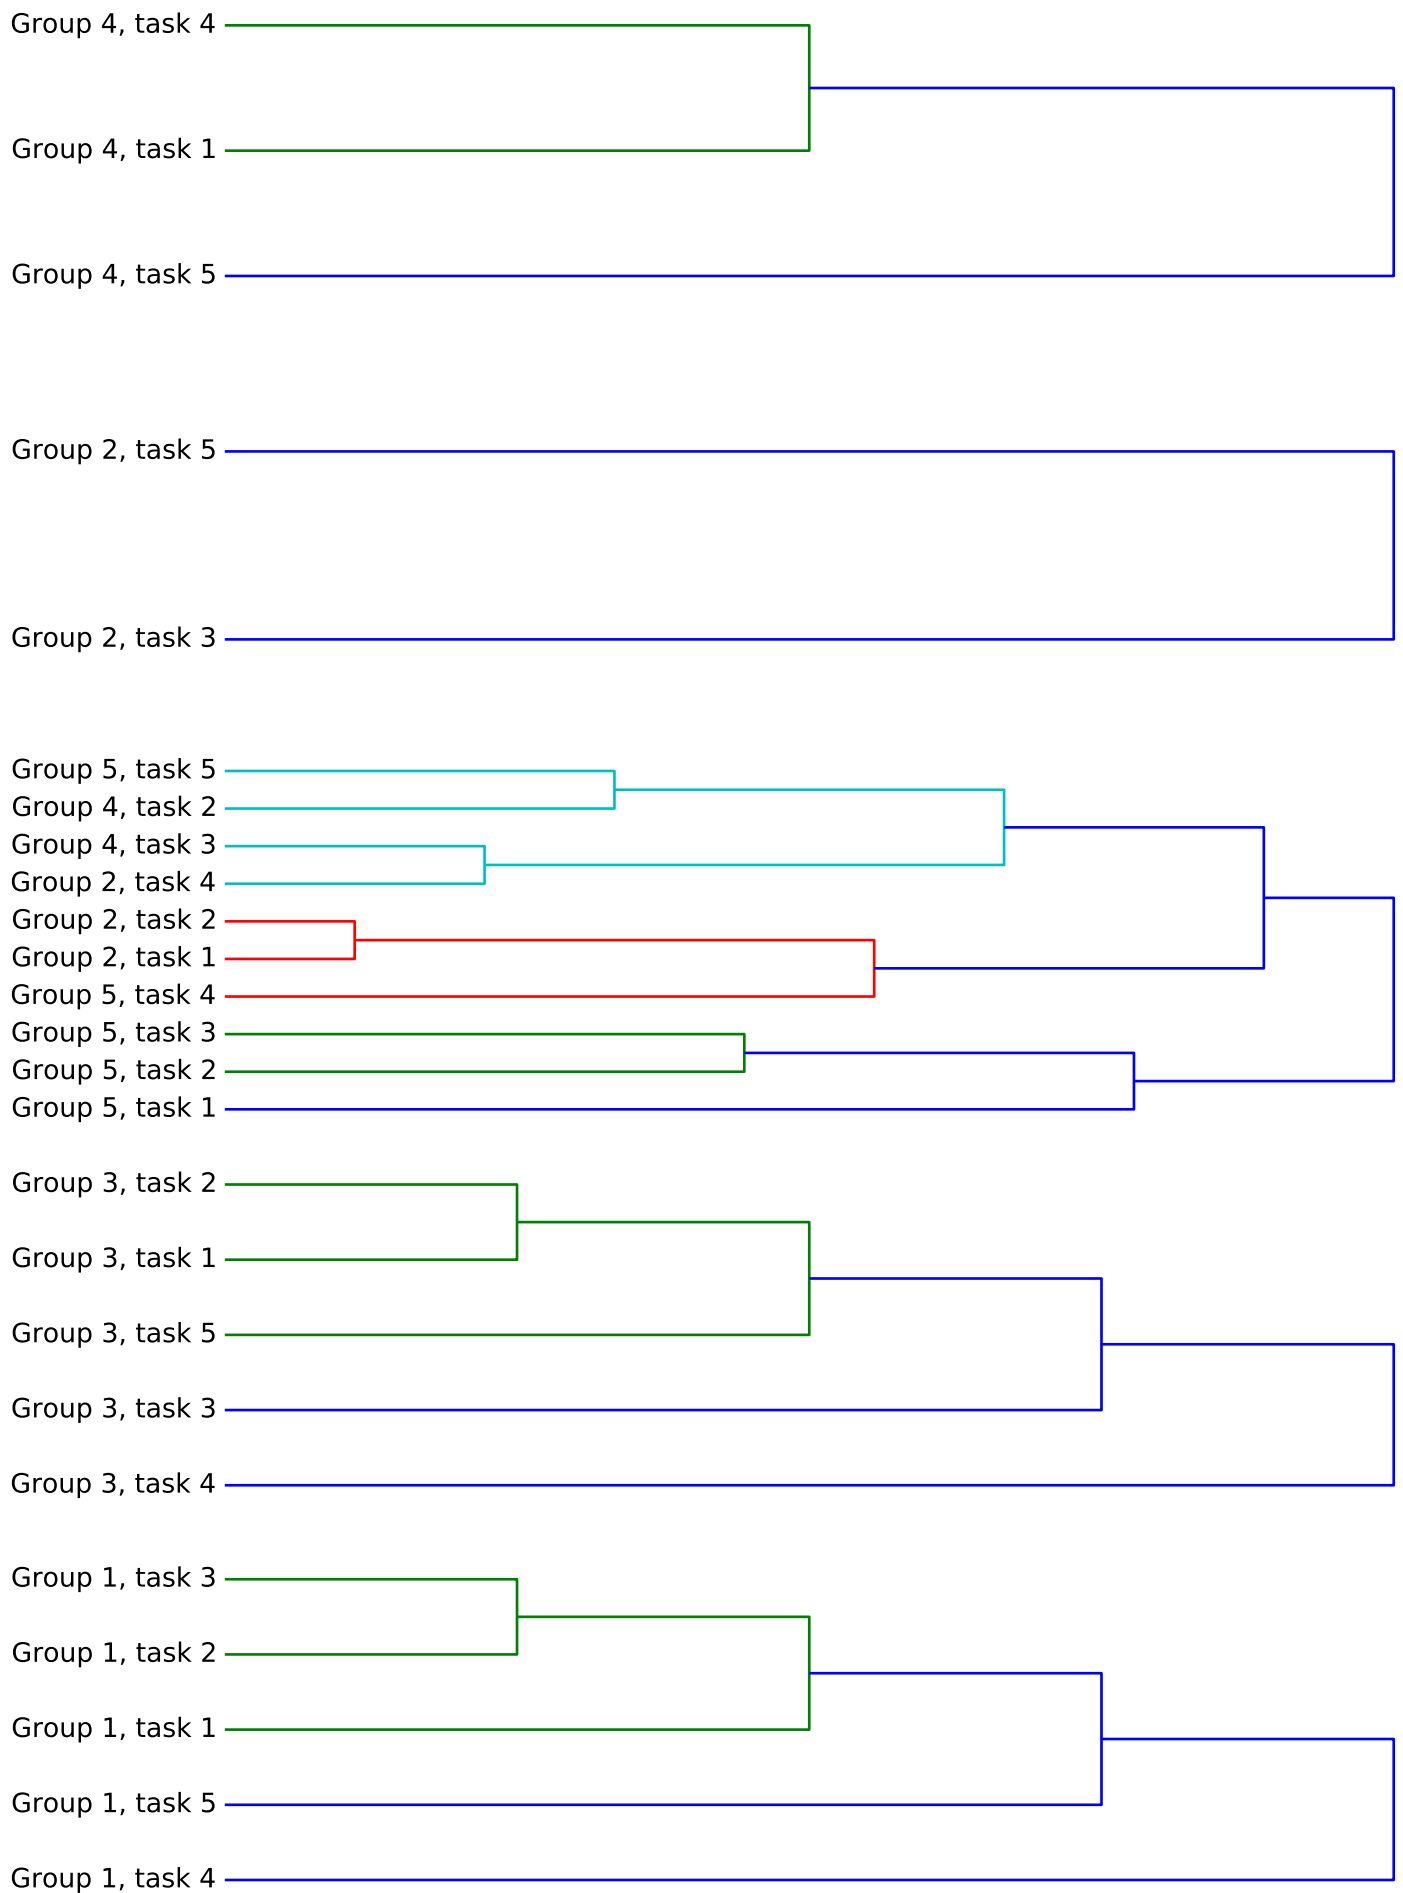 Group 4, task 4
Group 4, task 1
Group 4, task 5
Group 2, task 5
Group 2, task 3
Group 5, task 5
Group 4, task 2
Group 4, task 3
Group 2, task 4
Group 2, task 2
Group 2, task 1
Group 5, task 4
Group 5, task 3
Group 5, task 2
Group 5, task 1
Group 3, task 2
Group 3, task 1
Group 3, task 5
Group 3, task 3
Group 3, task 4
Group 1, task 3
Group 1, task 2
Group 1, task 1
Group 1, task 5
Group 1, task 4